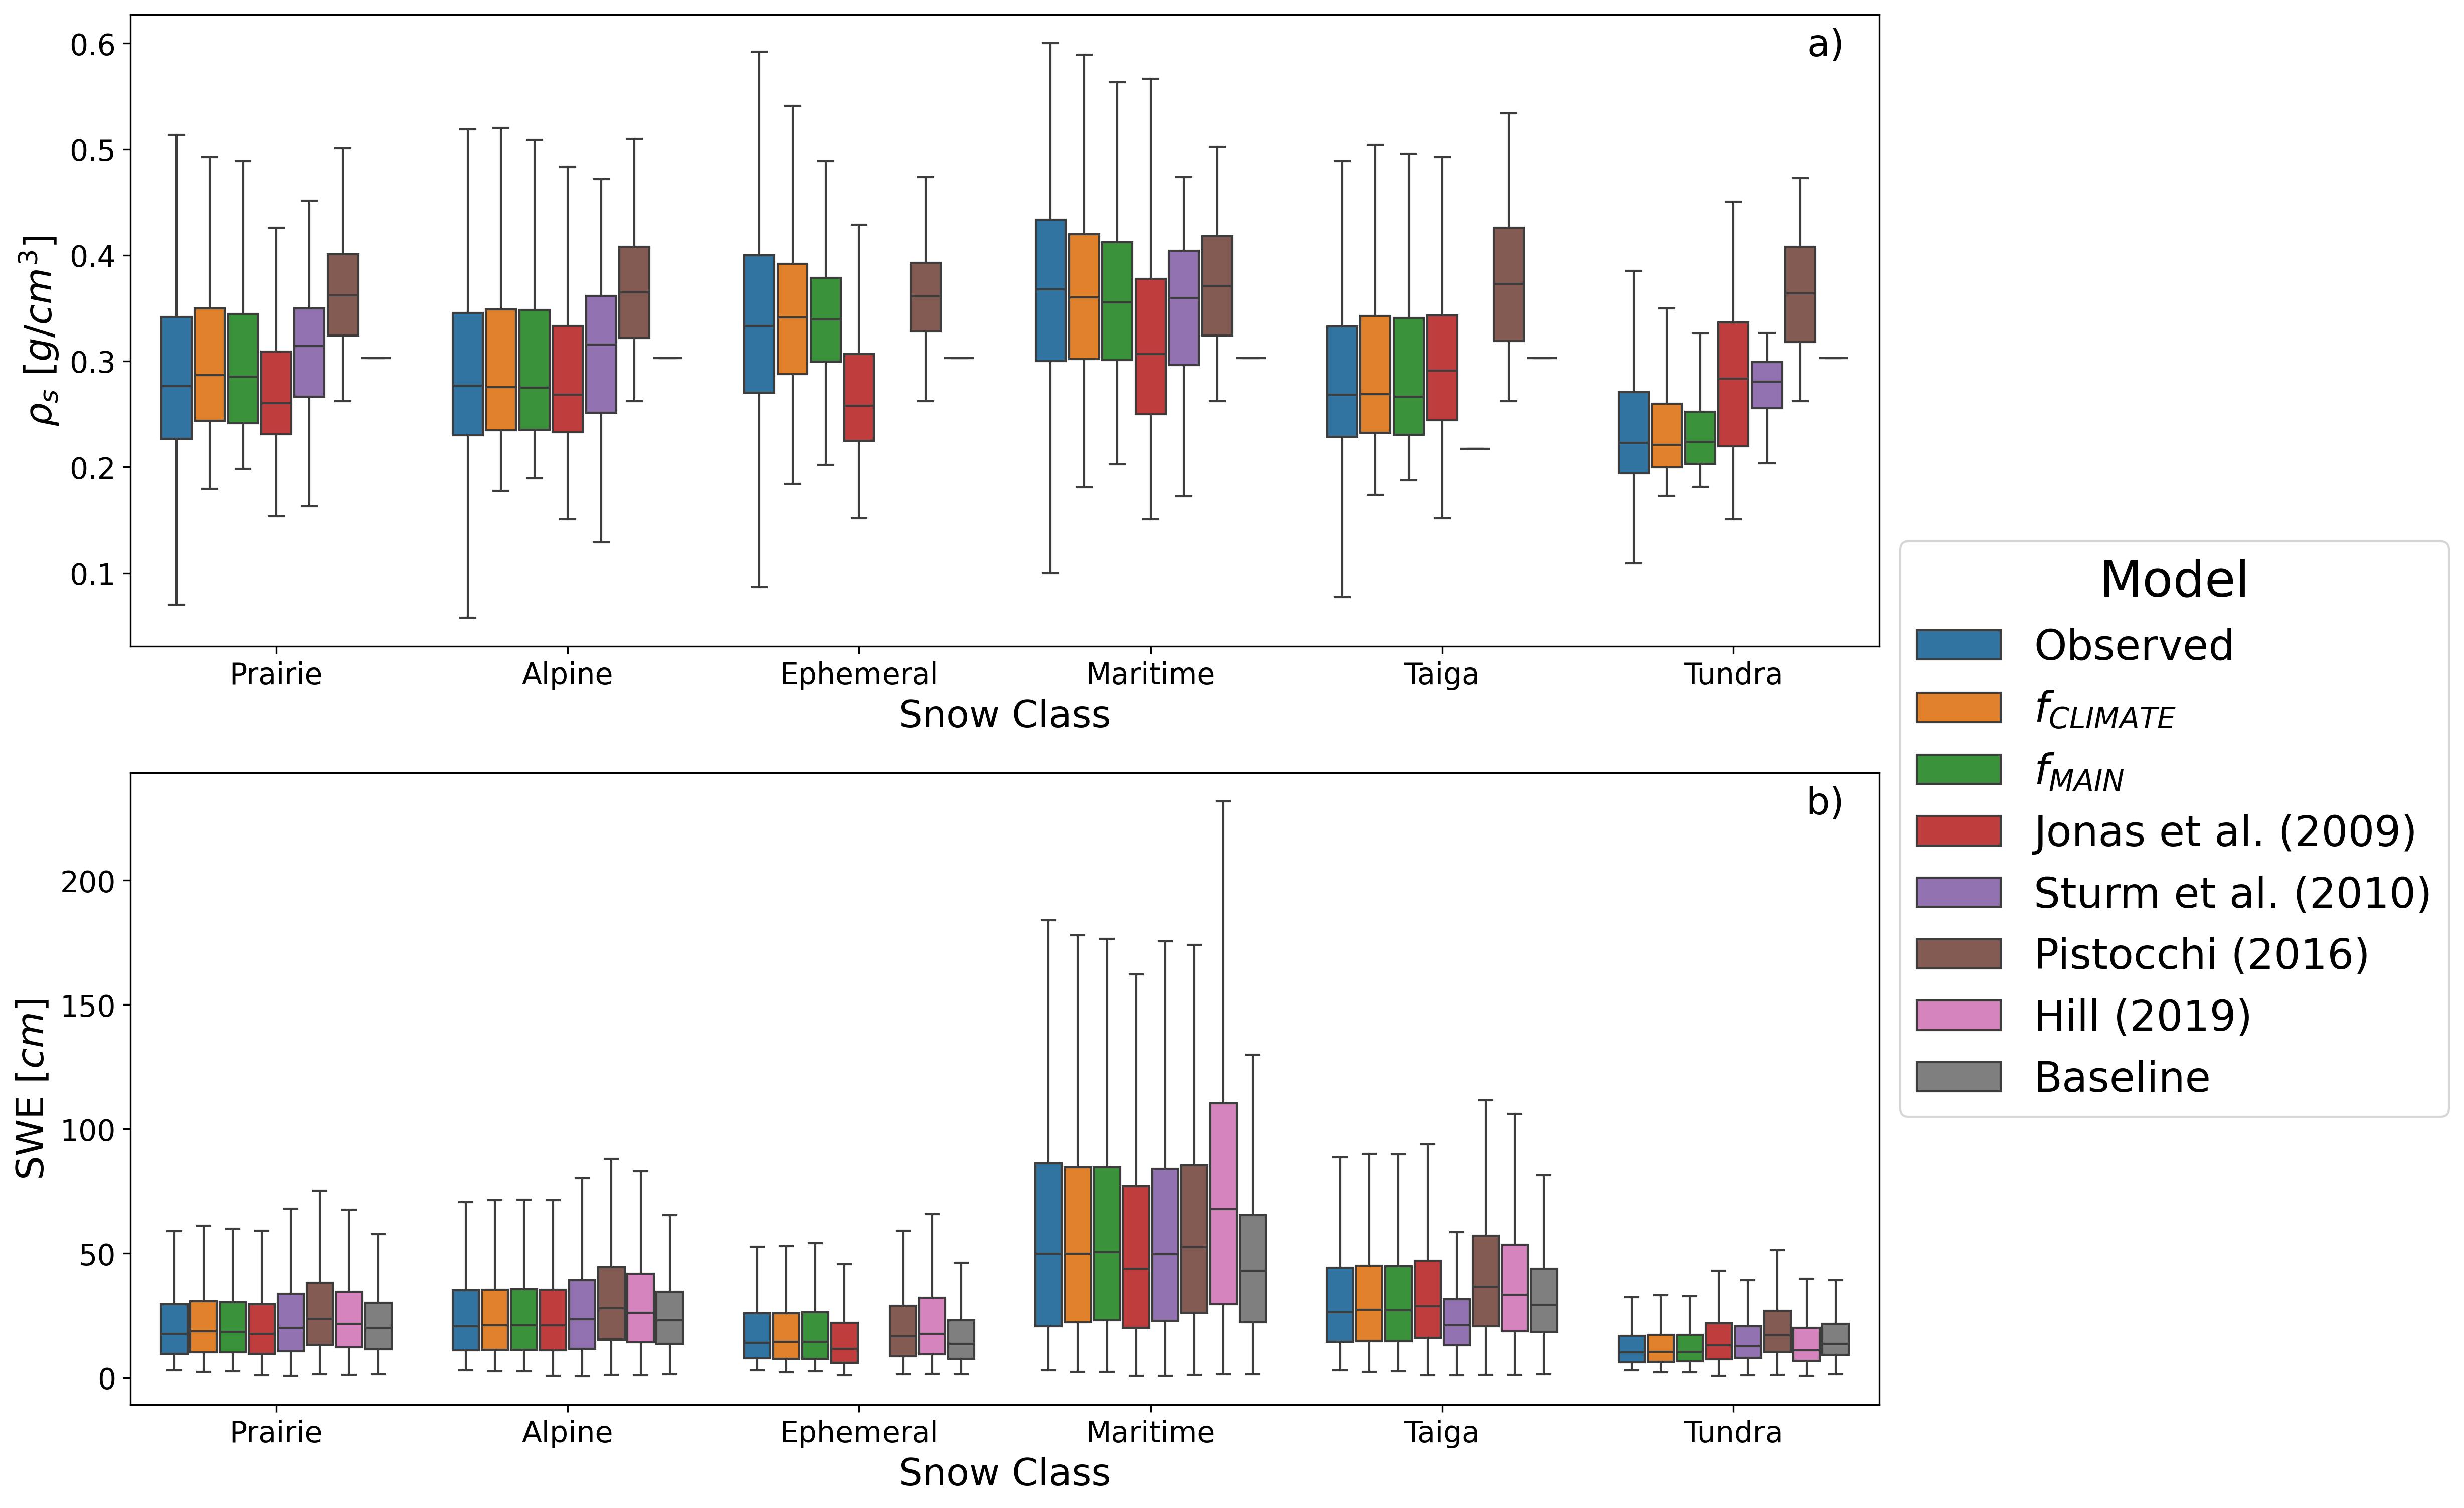 a)
0.6
0.5
0.4
0.3
0.2
0.1
ρs [g/cm³]
Prairie Alpine Ephemeral Maritime Taiga Tundra
Snow Class
b)
200
150
100
50
0
SWE [cm]
Prairie Alpine Ephemeral Maritime Taiga Tundra
Snow Class
Model
Observed
fCLIMATE
fMAIN
Jonas et al. (2009)
Sturm et al. (2010)
Pistocchi (2016)
Hill (2019)
Baseline